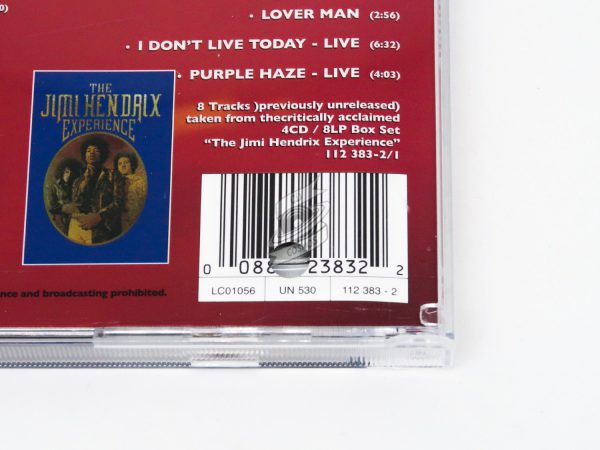 0)
• LOVER MAN (2:56)
• I DON'T LIVE TODAY - LIVE (6:32)
• PURPLE HAZE - LIVE (4:03)
THE
JIMI HENDRIX
EXPERIENCE
8 Tracks )previously unreleased)
taken from thecritically acclaimed
4CD / 8LP Box Set
"The Jimi Hendrix Experience"
112 383-2/1
0 088 23832 2
LC01056 UN 530 112 383 - 2
nce and broadcasting prohibited.